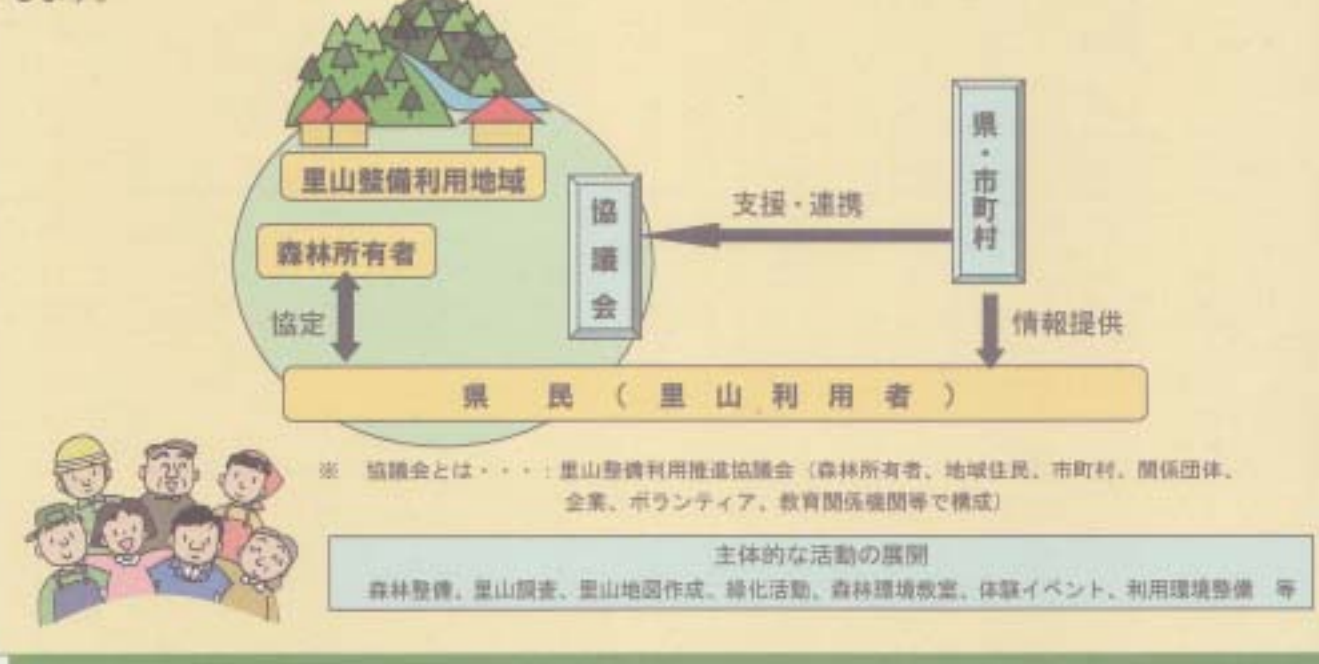 里山整備利用地域
森林所有者
協定
協議会
支援・連携
県・市町村
情報提供
県民(里山利用者)
※ 協議会とは・・・:里山整備利用推進協議会(森林所有者、地域住民、市町村、関係団体、
企業、ボランティア、教育関係機関等で構成)
主体的な活動の展開
森林整備、里山調査、里山地図作成、緑化活動、森林環境教室、体験イベント、利用環境整備 等